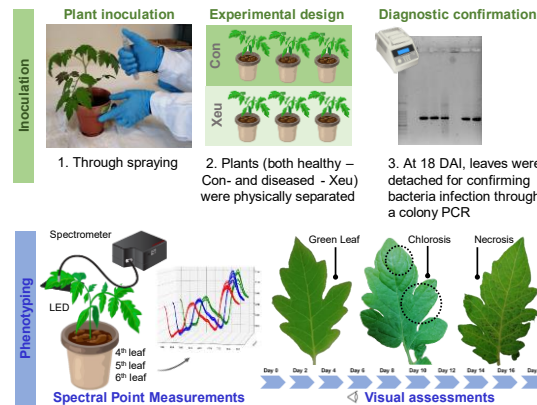 Plant inoculation
Experimental design
Diagnostic confirmation
Inoculation
Con
Xeu
1. Through spraying
2. Plants (both healthy –
Con- and diseased - Xeu)
were physically separated
3. At 18 DAI, leaves were
detached for confirming
bacteria infection through
a colony PCR
Phenotyping
Spectrometer
LED
4th leaf
5th leaf
6th leaf
Spectral Point Measurements
Green Leaf
Chlorosis
Necrosis
Day 0 Day 2 Day 4 Day 6 Day 8 Day 10 Day 12 Day 14 Day 16
Visual assessments